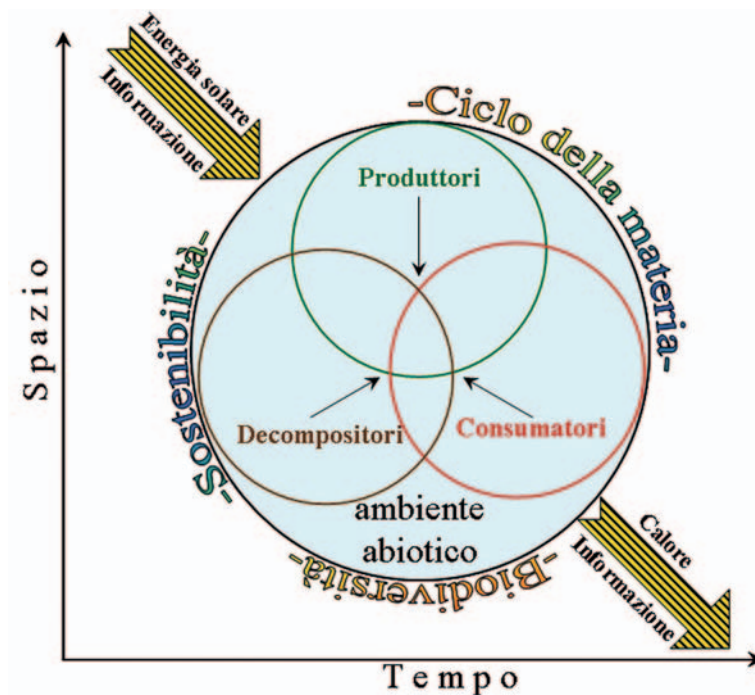 Energia solare
Informazione
-Ciclo della materia-
Produttori
-Sostenibilità-
Spazio
Decompositori
Consumatori
ambiente
abiotico
-Biodiversità-
Calore
Informazione
Tempo